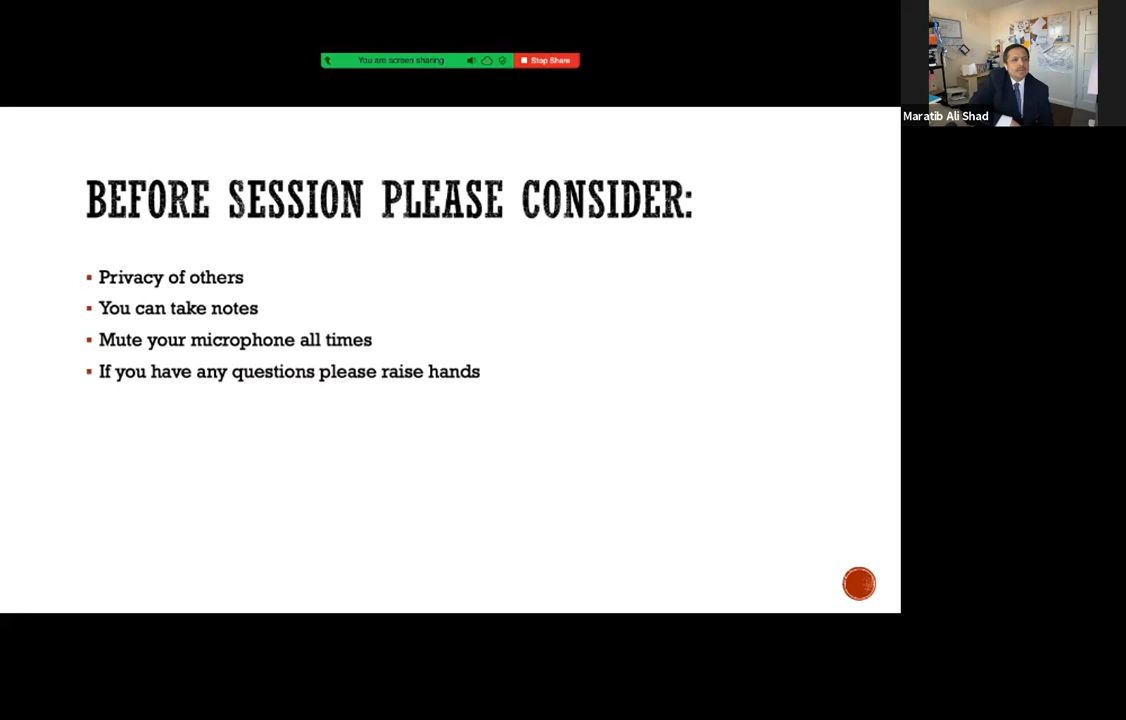 You are screen sharing
Stop Share
Maratib Ali Shad
BEFORE SESSION PLEASE CONSIDER:
Privacy of others
You can take notes
Mute your microphone all times
If you have any questions please raise hands